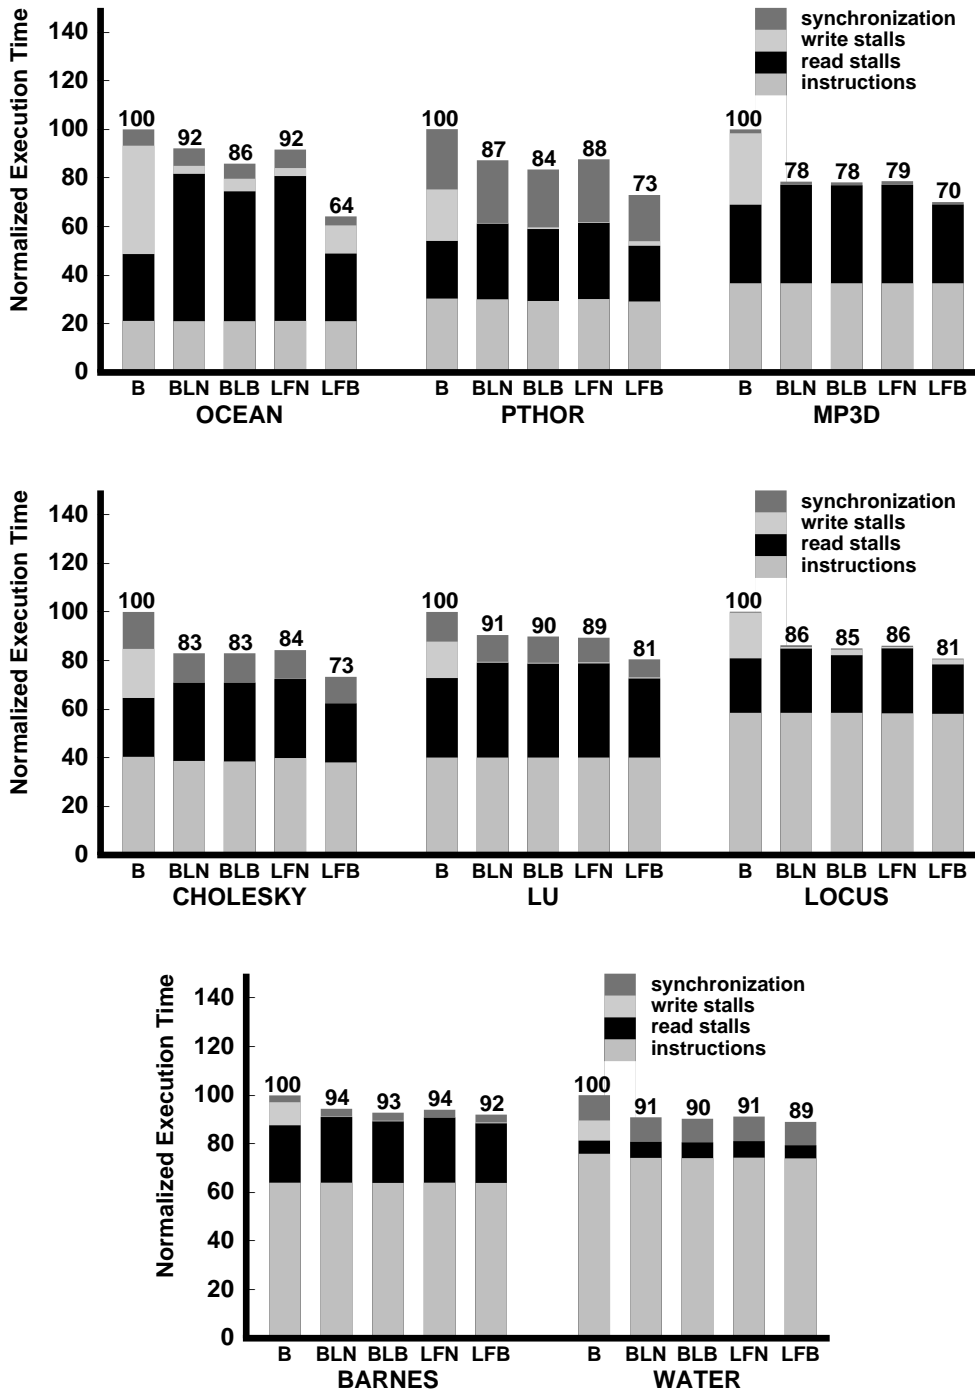 Normalized Execution Time
140
120
100
80
60
40
20
0
synchronization
write stalls
read stalls
instructions
100 92 86 92 64
100 87 84 88 73
100 78 78 79 70
B BLN BLB LFN LFB B BLN BLB LFN LFB B BLN BLB LFN LFB
OCEAN PTHOR MP3D
Normalized Execution Time
140
120
100
80
60
40
20
0
synchronization
write stalls
read stalls
instructions
100 83 83 84 73
100 91 90 89 81
100 86 85 86 81
B BLN BLB LFN LFB B BLN BLB LFN LFB B BLN BLB LFN LFB
CHOLESKY LU LOCUS
Normalized Execution Time
140
120
100
80
60
40
20
0
synchronization
write stalls
read stalls
instructions
100 94 93 94 92
100 91 90 91 89
B BLN BLB LFN LFB B BLN BLB LFN LFB
BARNES WATER